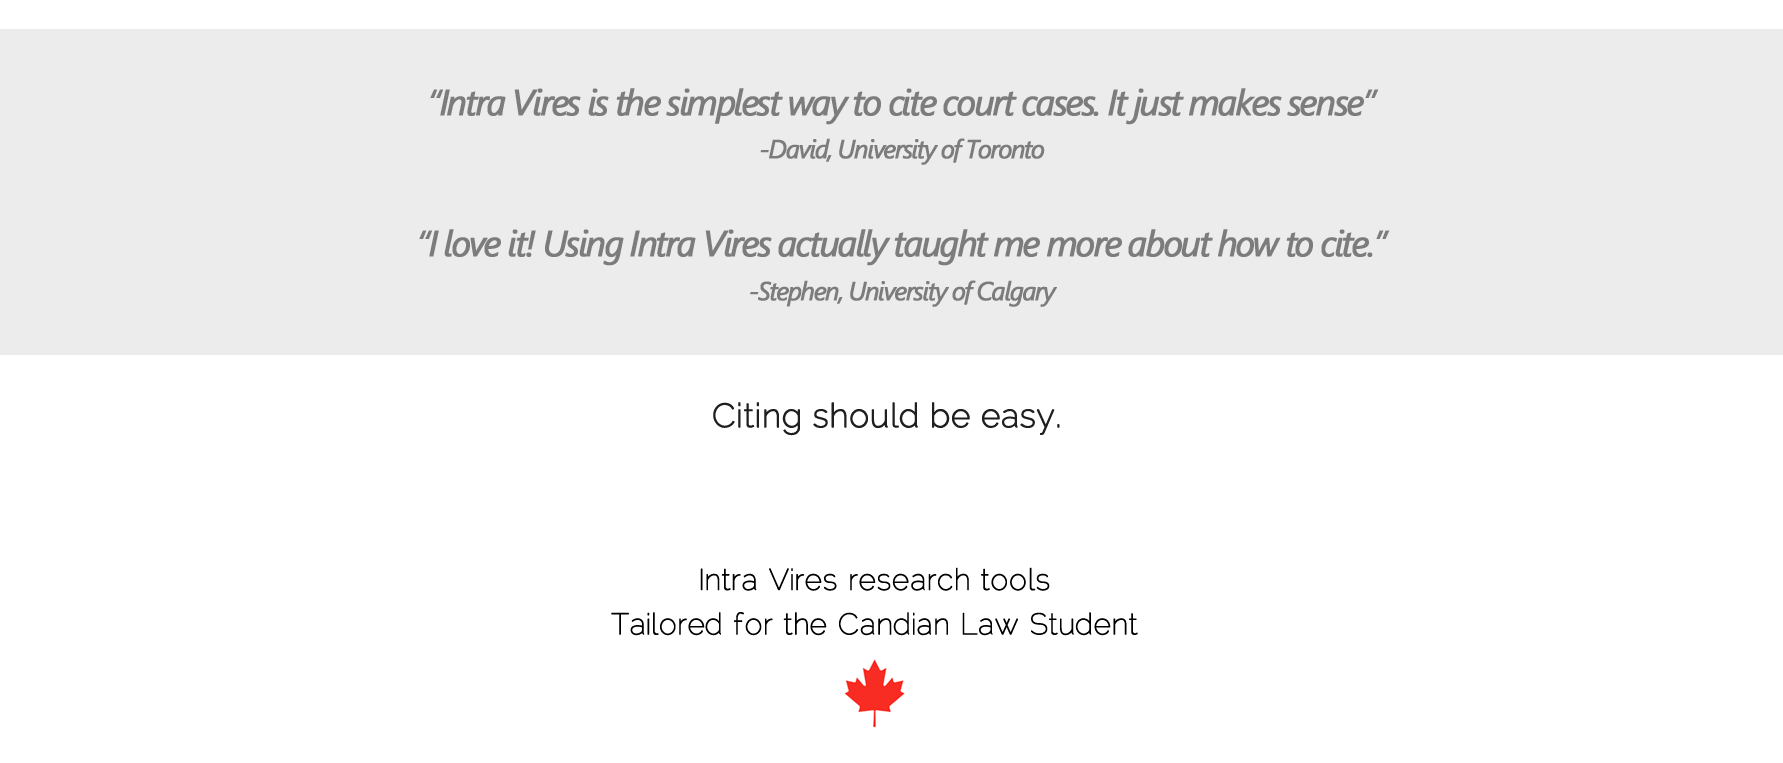 “Intra Vires is the simplest way to cite court cases. It just makes sense”
-David, University of Toronto
“I love it! Using Intra Vires actually taught me more about how to cite.”
-Stephen, University of Calgary
Citing should be easy.
Intra Vires research tools
Tailored for the Candian Law Student